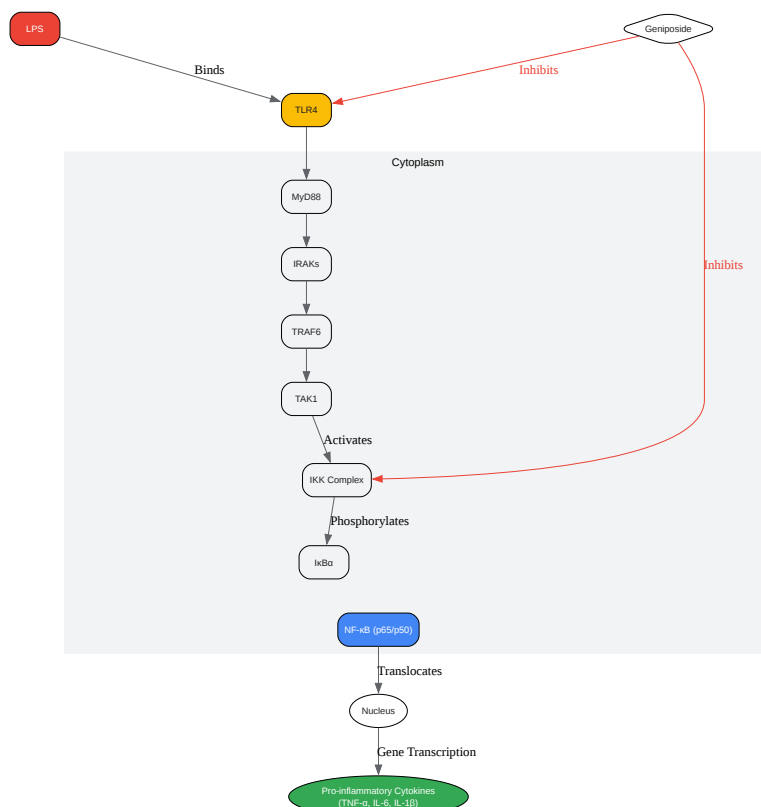 LPS
Geniposide
Binds
Inhibits
TLR4
Cytoplasm
MyD88
IRAKs
Inhibits
TRAF6
TAK1
Activates
IKK Complex
Phosphorylates
IκBα
NF-κB (p65/p50)
Translocates
Nucleus
Gene Transcription
Pro-inflammatory Cytokines
(TNF-α, IL-6, IL-1β)